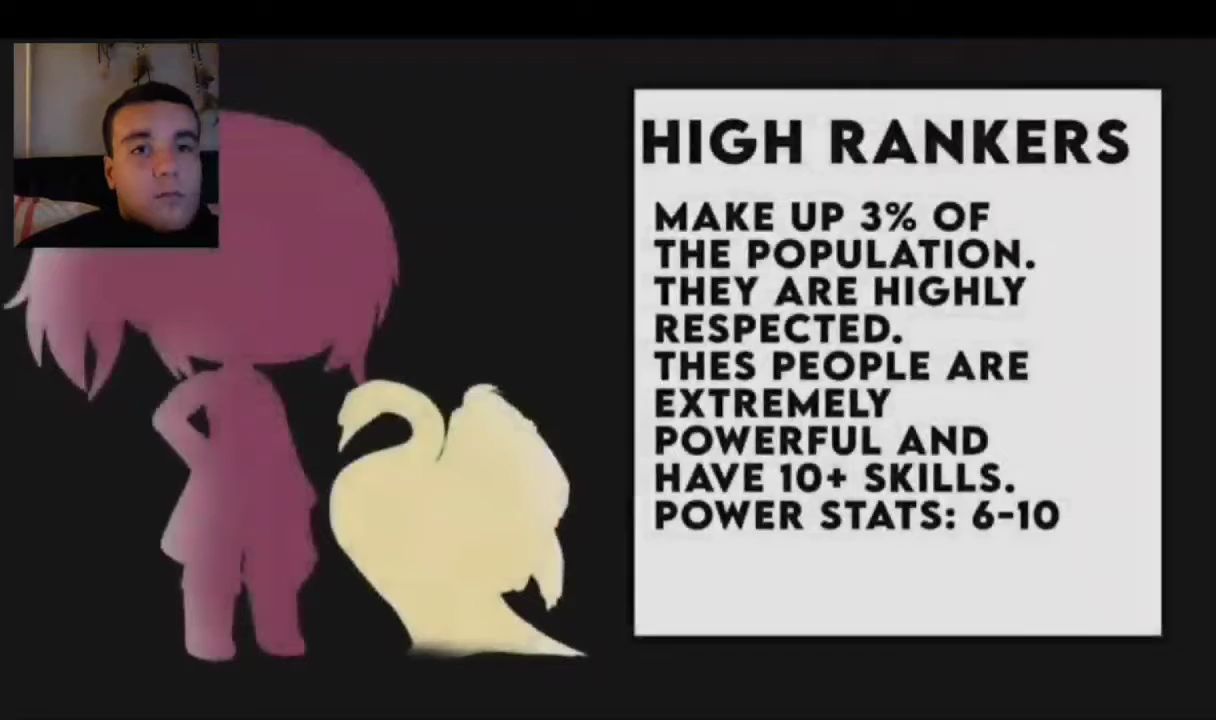 HIGH RANKERS
MAKE UP 3% OF
THE POPULATION.
THEY ARE HIGHLY
RESPECTED.
THES PEOPLE ARE
EXTREMELY
POWERFUL AND
HAVE 10+ SKILLS.
POWER STATS: 6-10